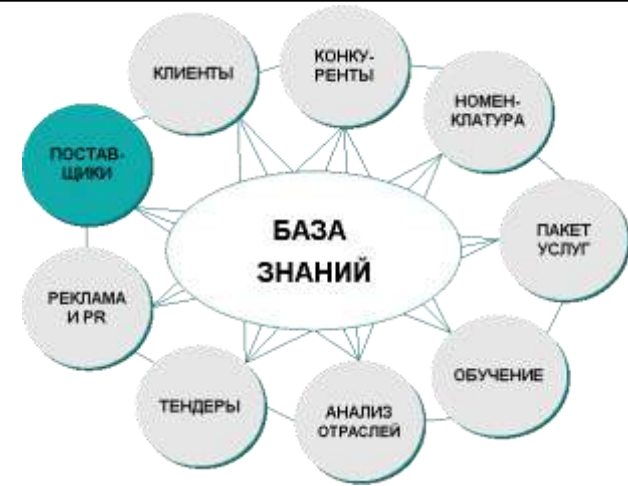 КЛИЕНТЫ
КОНКУ-
РЕНТЫ
НОМЕН-
КЛАТУРА
ПОСТАВ-
ЩИКИ
БАЗА
ЗНАНИЙ
ПАКЕТ
УСЛУГ
РЕКЛАМА
И PR
ОБУЧЕНИЕ
ТЕНДЕРЫ
АНАЛИЗ
ОТРАСЛЕЙ